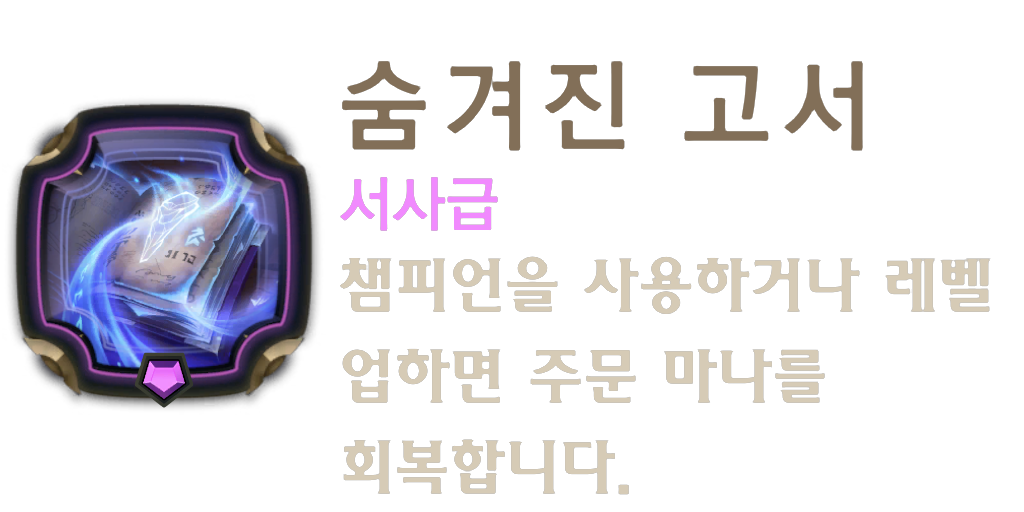 숨겨진 고서
서사급
챔피언을 사용하거나 레벨
업하면 주문 마나를
회복합니다.